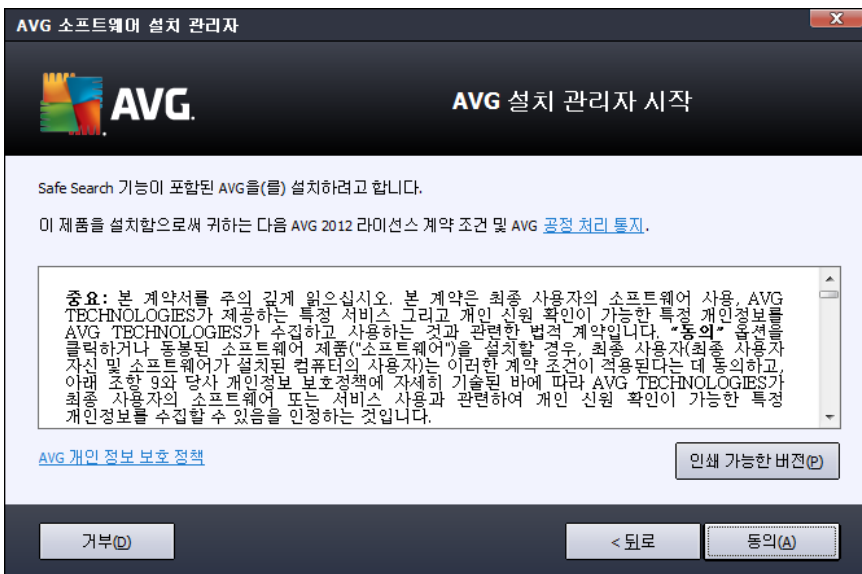 AVG 소프트웨어 설치 관리자
AVG.
AVG 설치 관리자 시작
Safe Search 기능이 포함된 AVG을(를) 설치하려고 합니다.
이 제품을 설치함으로써 귀하는 다음 AVG 2012 라이선스 계약 조건 및 AVG 공정 처리 통지.
중요: 본 계약서를 주의 깊게 읽으십시오. 본 계약은 최종 사용자의 소프트웨어 사용, AVG
TECHNOLOGIES가 제공하는 특정 서비스 그리고 개인 신원 확인이 가능한 특정 개인정보를
AVG TECHNOLOGIES가 수집하고 사용하는 것과 관련한 법적 계약입니다. "동의" 옵션을
클릭하거나 동봉된 소프트웨어 제품("소프트웨어")을 설치할 경우, 최종 사용자(최종 사용자
자신 및 소프트웨어가 설치된 컴퓨터의 사용자)는 이러한 계약 조건이 적용된다는 데 동의하고,
아래 조항 9와 당사 개인정보 보호정책에 자세히 기술된 바에 따라 AVG TECHNOLOGIES가
최종 사용자의 소프트웨어 또는 서비스 사용과 관련하여 개인 신원 확인이 가능한 특정
개인정보를 수집할 수 있음을 인정하는 것입니다.
AVG 개인 정보 보호 정책
인쇄 가능한 버전(P)
거부(D)
< 뒤로
동의(A)